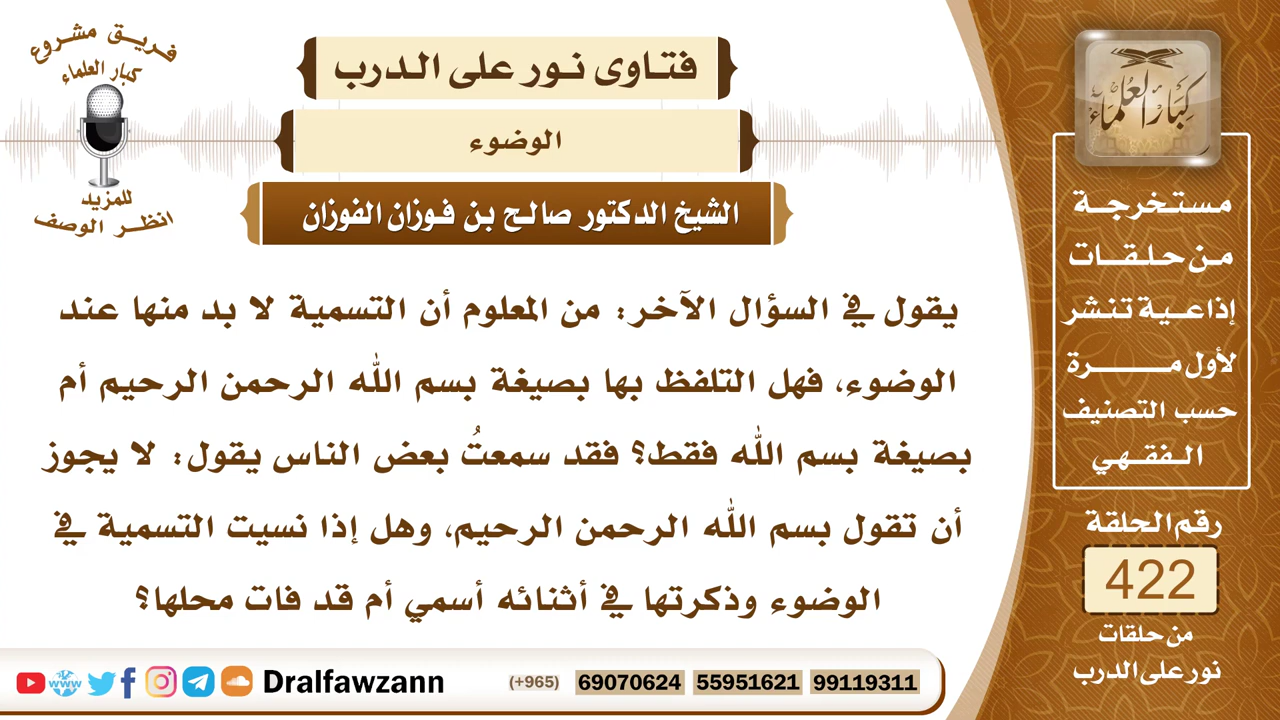 فريق مشروع
كبار العلماء
للمزيد
انظر الوصف
فتاوى نور على الدرب
الوضوء
الشيخ الدكتور صالح بن فوزان الفوزان
يقول في السؤال الآخر: من المعلوم أن التسمية لا بد منها عند
الوضوء، فهل التلفظ بها بصيغة بسم الله الرحمن الرحيم أم
بصيغة بسم الله فقط؟ فقد سمعتُ بعض الناس يقول: لا يجوز
أن تقول بسم الله الرحمن الرحيم، وهل إذا نسيت التسمية في
الوضوء وذكرتها في أثنائه أسمي أم قد فات محلها؟
كبار العلماء
مستخرجة
من حلقات
إذاعية تنشر
لأول مرة
حسب التصنيف
الفقهي
رقم الحلقة
422
من حلقات
نور على الدرب
www
Dralfawzann
(+965) 69070624 55951621 99119311